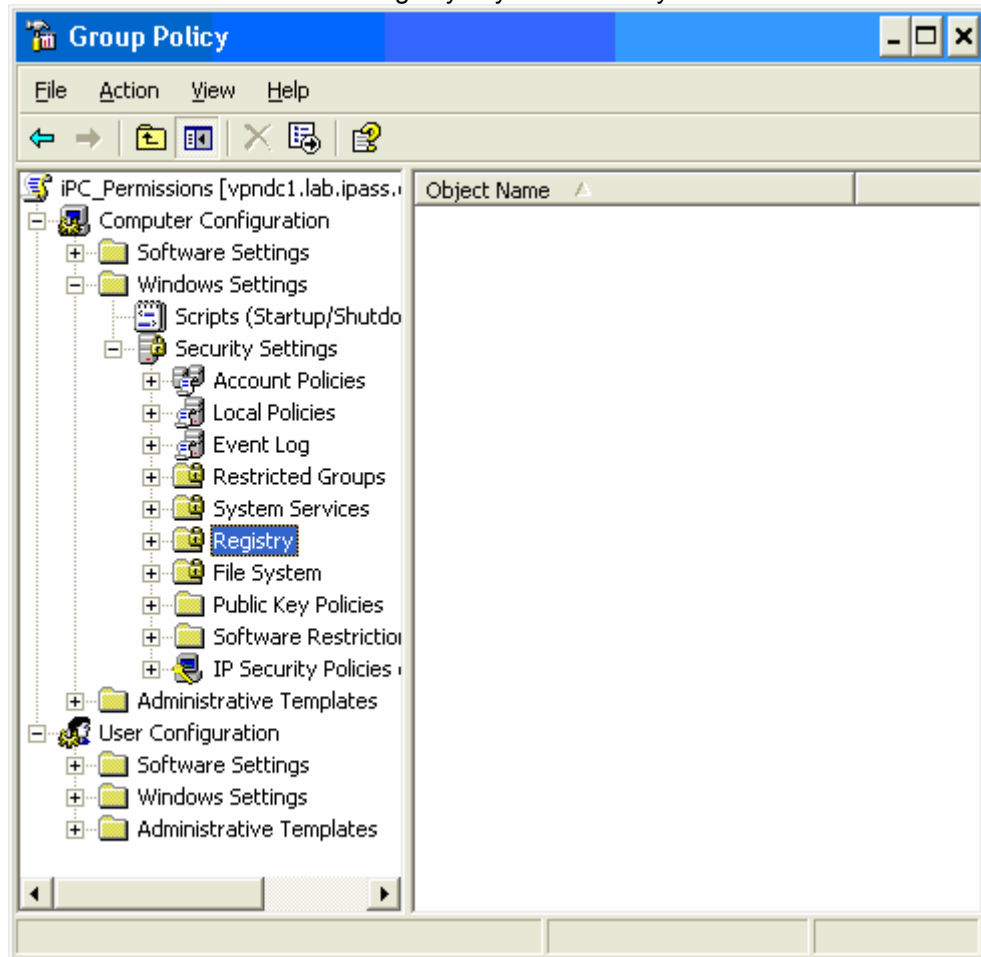 Group Policy
File Action View Help
iPC_Permissions [vpndc1.lab.ipass.
Object Name
Computer Configuration
Software Settings
Windows Settings
Scripts (Startup/Shutdo
Security Settings
Account Policies
Local Policies
Event Log
Restricted Groups
System Services
Registry
File System
Public Key Policies
Software Restriction
IP Security Policies
Administrative Templates
User Configuration
Software Settings
Windows Settings
Administrative Templates